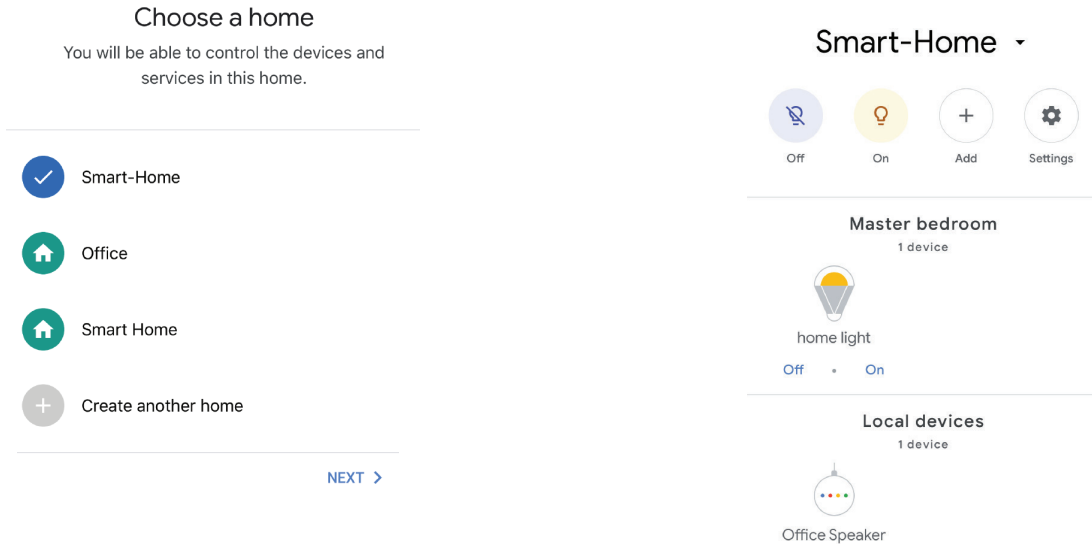 Choose a home
You will be able to control the devices and
services in this home.
Smart-Home
Office
Smart Home
Create another home
NEXT
Smart-Home
Off
On
Add
Settings
Master bedroom
1 device
home light
Off • On
Local devices
1 device
Office Speaker